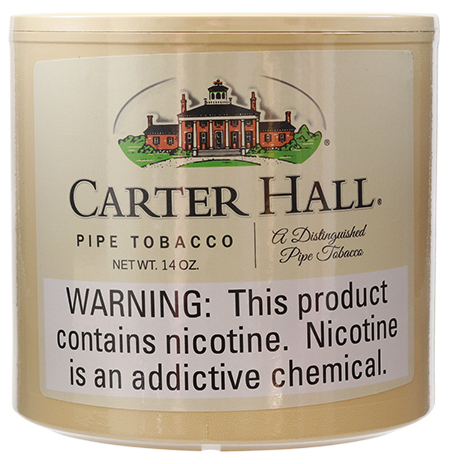 CARTER HALL®
PIPE TOBACCO
NET WT. 14 OZ.
A Distinguished
Pipe Tobacco
WARNING: This product
contains nicotine. Nicotine
is an addictive chemical.